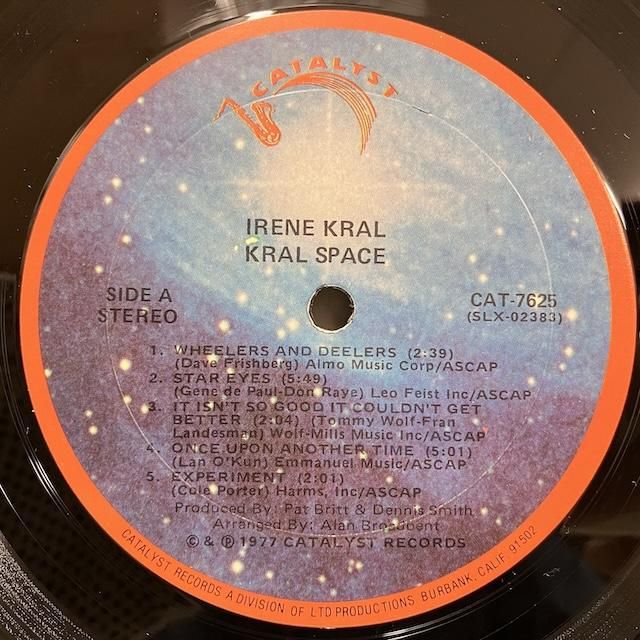 CATALYST
IRENE KRAL
KRAL SPACE
SIDE A
STEREO
CAT-7625
(SLX-02383)
1. WHEELERS AND DEELERS (2:39)
(Dave Frishberg) Almo Music Corp/ASCAP
2. STAR EYES (5:49)
(Gene de Paul-Don Raye) Leo Feist Inc/ASCAP
3. IT ISN'T SO GOOD IT COULDN'T GET
BETTER (2:04) (Tommy Wolf-Fran
Landesman) Wolf-Mills Music Inc/ASCAP
4. ONCE UPON ANOTHER TIME (5:01)
(Lan O'Kun) Emmanuel Music/ASCAP
5. EXPERIMENT (2:01)
(Cole Porter) Harms, Inc/ASCAP
Produced By: Pat Britt & Dennis Smith
Arranged By: Alan Broadbent
© & ℗ 1977 CATALYST RECORDS
CATALYST RECORDS A DIVISION OF LTD PRODUCTIONS BURBANK, CALIF. 91502